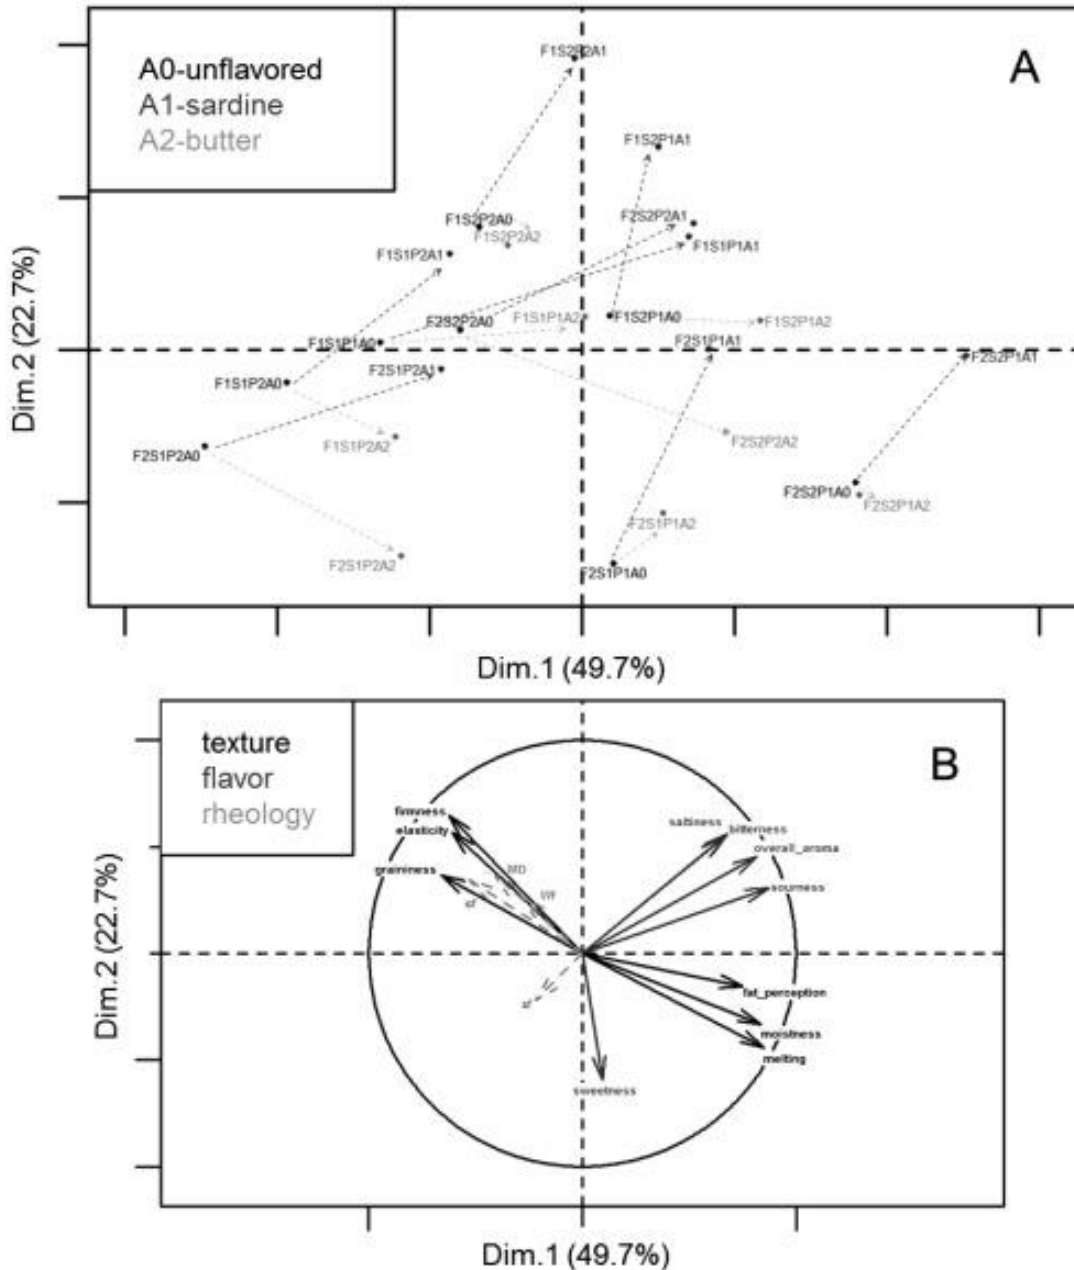 A0-unflavored
A1-sardine
A2-butter
A
F1S2P2A1
F1S2P1A1
F1S2P2A0
F2S2P2A1
F1S2P2A2
F1S1P2A1
F1S1P1A1
F1S1P1A2
F1S2P1A0
F1S2P1A2
F2S2P2A0
F1S1P1A0
F2S1P1A1
F2S2P1A1
F2S1P2A1
F1S1P2A0
F2S2P2A2
F1S1P2A2
F2S1P2A0
F2S2P1A0
F2S2P1A2
F2S1P1A2
F2S1P2A2
F2S1P1A0
Dim.2 (22.7%)
Dim.1 (49.7%)
texture
flavor
rheology
B
firmness
elasticity
graininess
MD
Wf
saltiness
bitterness
overall_aroma
sourness
fat_perception
moistness
melting
sweetness
Dim.2 (22.7%)
Dim.1 (49.7%)